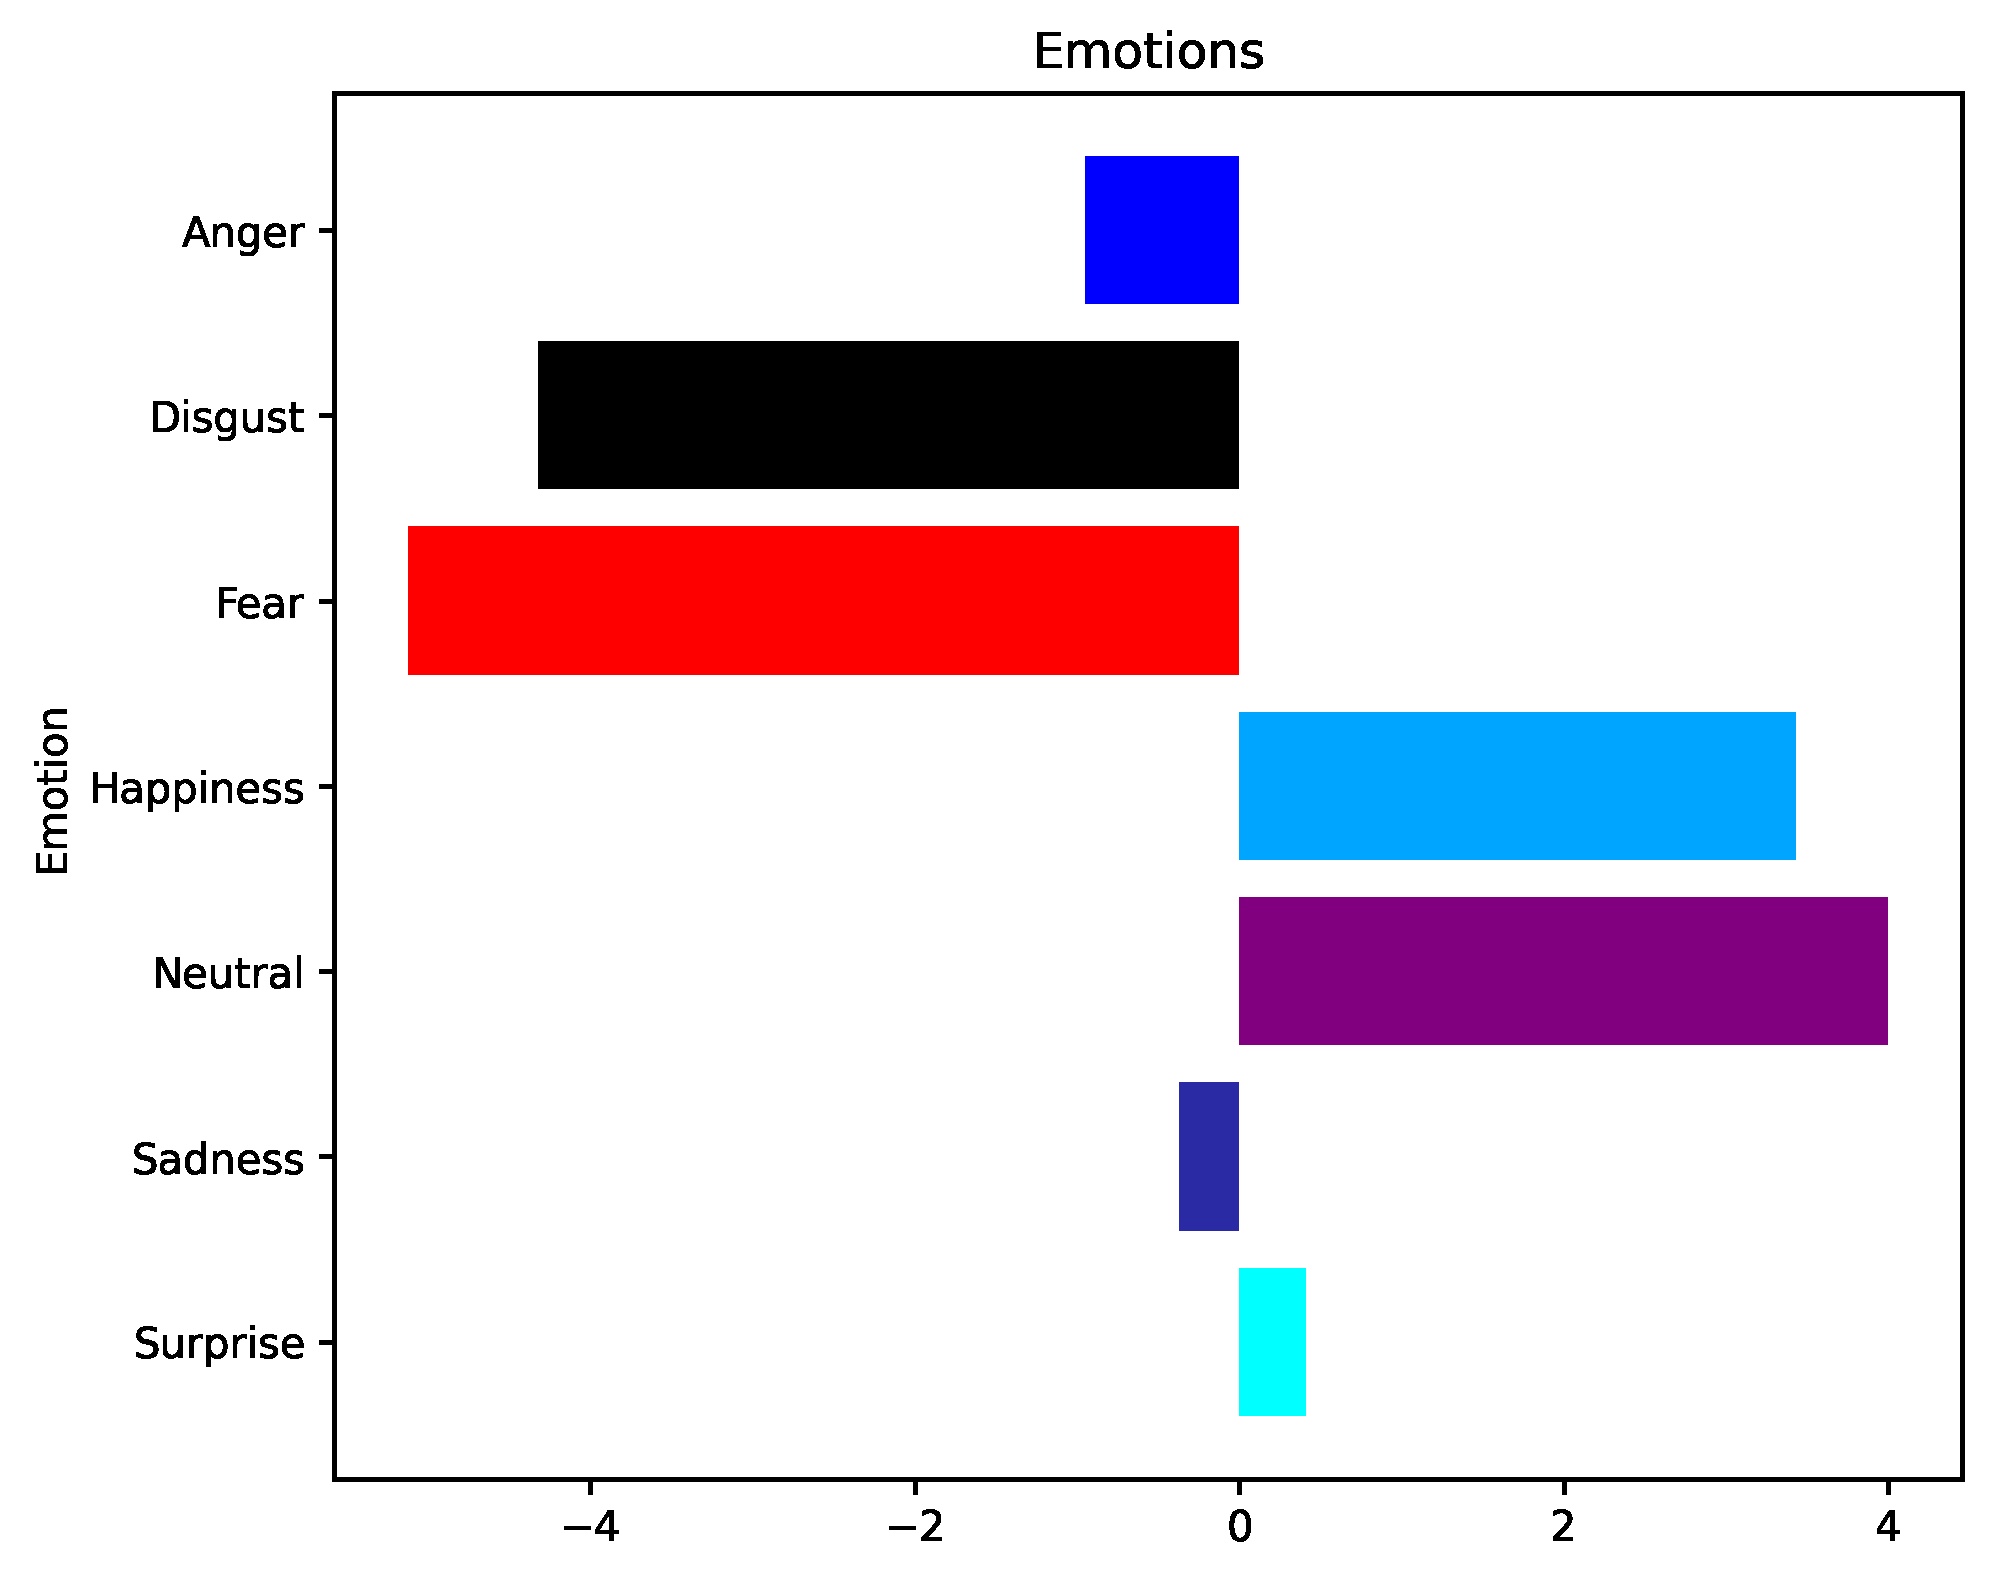 Emotions
Emotion
Anger
Disgust
Fear
Happiness
Neutral
Sadness
Surprise
−4 −2 0 2 4